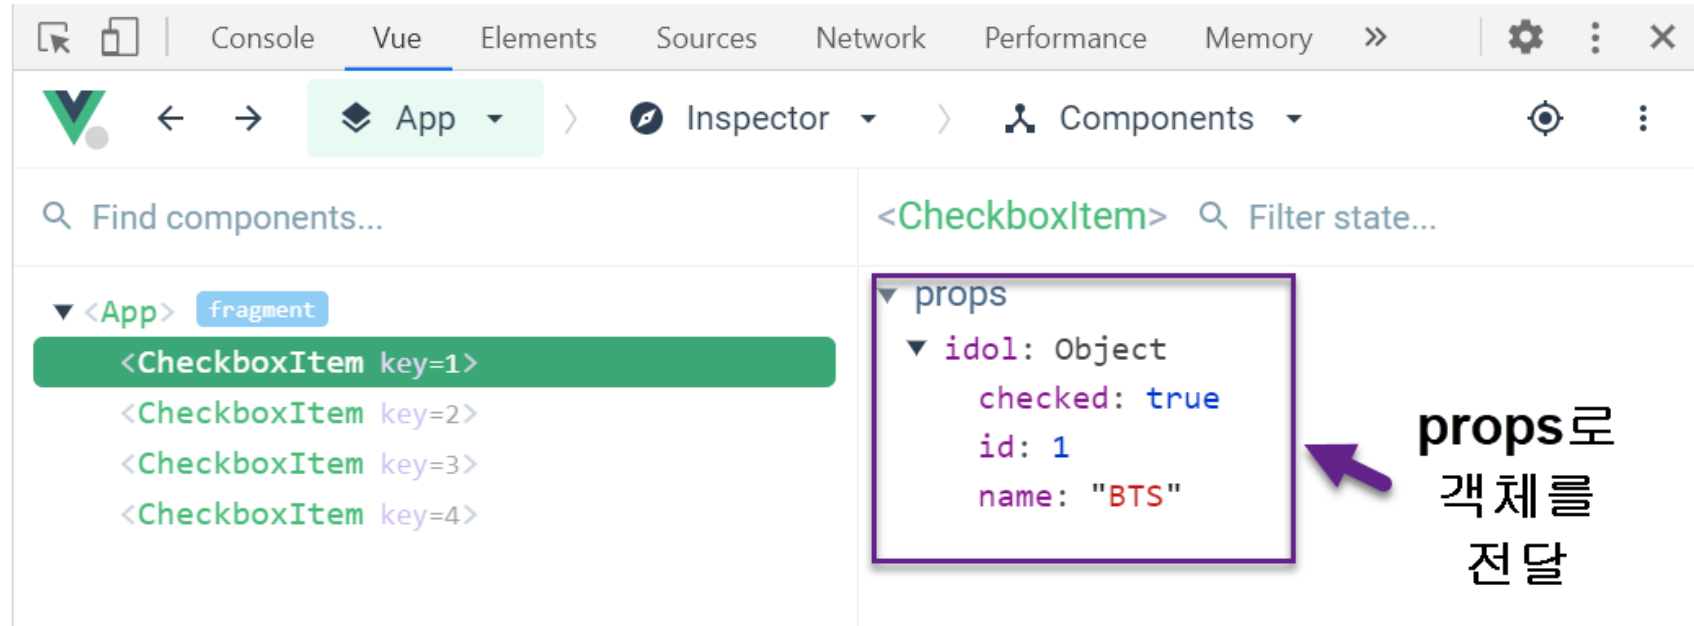 Console Vue Elements Sources Network Performance Memory »
App Inspector Components
Find components...
<CheckboxItem> Filter state...
<App> fragment
<CheckboxItem key=1>
<CheckboxItem key=2>
<CheckboxItem key=3>
<CheckboxItem key=4>
props
idol: Object
checked: true
id: 1
name: "BTS"
props로
객체를
전달